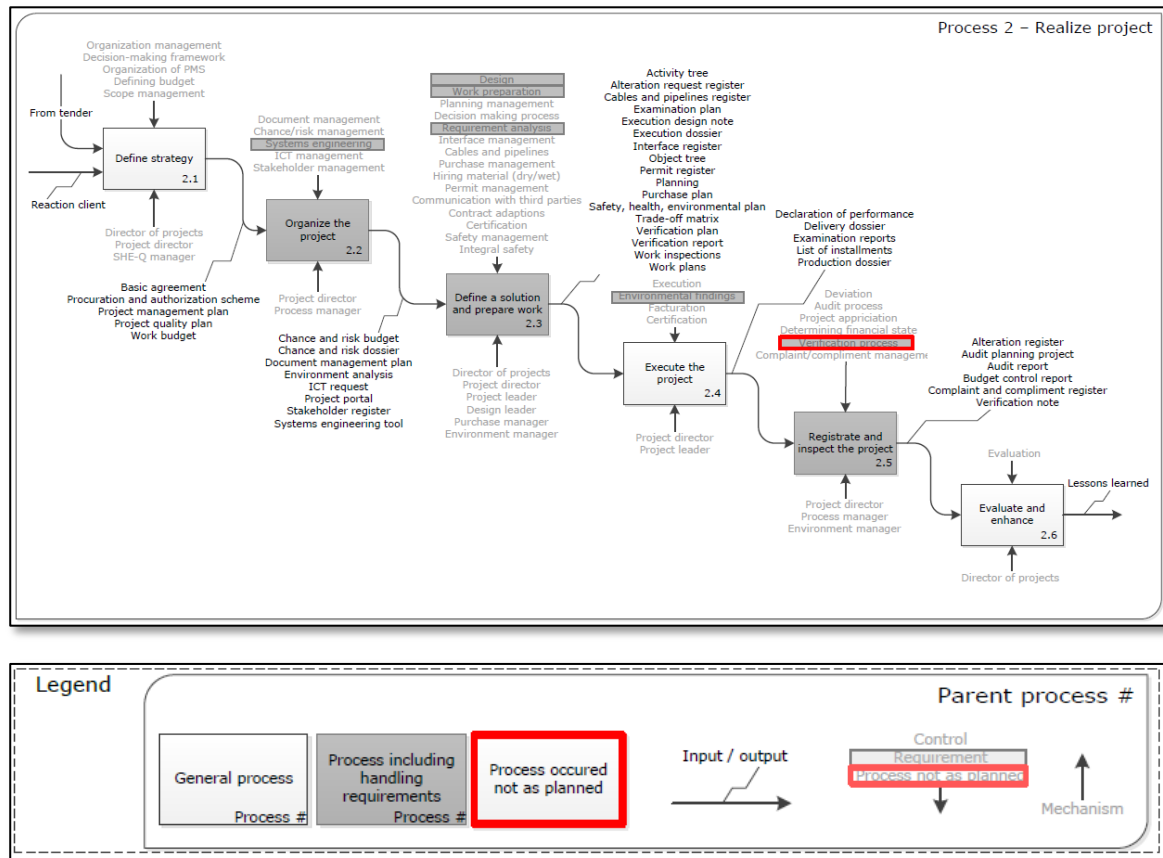 Process 2 – Realize project
Organization management
Decision-making framework
Organization of PMS
Defining budget
Scope management
From tender
Define strategy
2.1
Reaction client
Director of projects
Project director
SHE-Q manager
Basic agreement
Procuration and authorization scheme
Project management plan
Project quality plan
Work budget
Document management
Chance/risk management
Systems engineering
ICT management
Stakeholder management
Organize the
project
2.2
Project director
Process manager
Chance and risk budget
Chance and risk dossier
Document management plan
Environment analysis
ICT request
Project portal
Stakeholder register
Systems engineering tool
Design
Work preparation
Planning management
Decision making process
Requirement analysis
Interface management
Cables and pipelines
Purchase management
Hiring material (dry/wet)
Permit management
Communication with third parties
Contract adaptions
Certification
Safety management
Integral safety
Define a solution
and prepare work
2.3
Director of projects
Project director
Project leader
Design leader
Purchase manager
Environment manager
Activity tree
Alteration request register
Cables and pipelines register
Examination plan
Execution design note
Execution dossier
Interface register
Object tree
Permit register
Planning
Purchase plan
Safety, health, environmental plan
Trade-off matrix
Verification plan
Verification report
Work inspections
Work plans
Execution
Environmental findings
Facturation
Certification
Execute the
project
2.4
Project director
Project leader
Declaration of performance
Delivery dossier
Examination reports
List of installments
Production dossier
Deviation
Audit process
Project appriciation
Determining financial state
Verification process
Complaint/compliment manageme
Registrate and
inspect the project
2.5
Project director
Process manager
Environment manager
Alteration register
Audit planning project
Audit report
Budget control report
Complaint and compliment register
Verification note
Evaluation
Evaluate and
enhance
2.6
Lessons learned
Director of projects
Legend
Parent process #
General process
Process #
Process including
handling
requirements
Process #
Process occured
not as planned
Input / output
Control
Requirement
Process not as planned
Mechanism